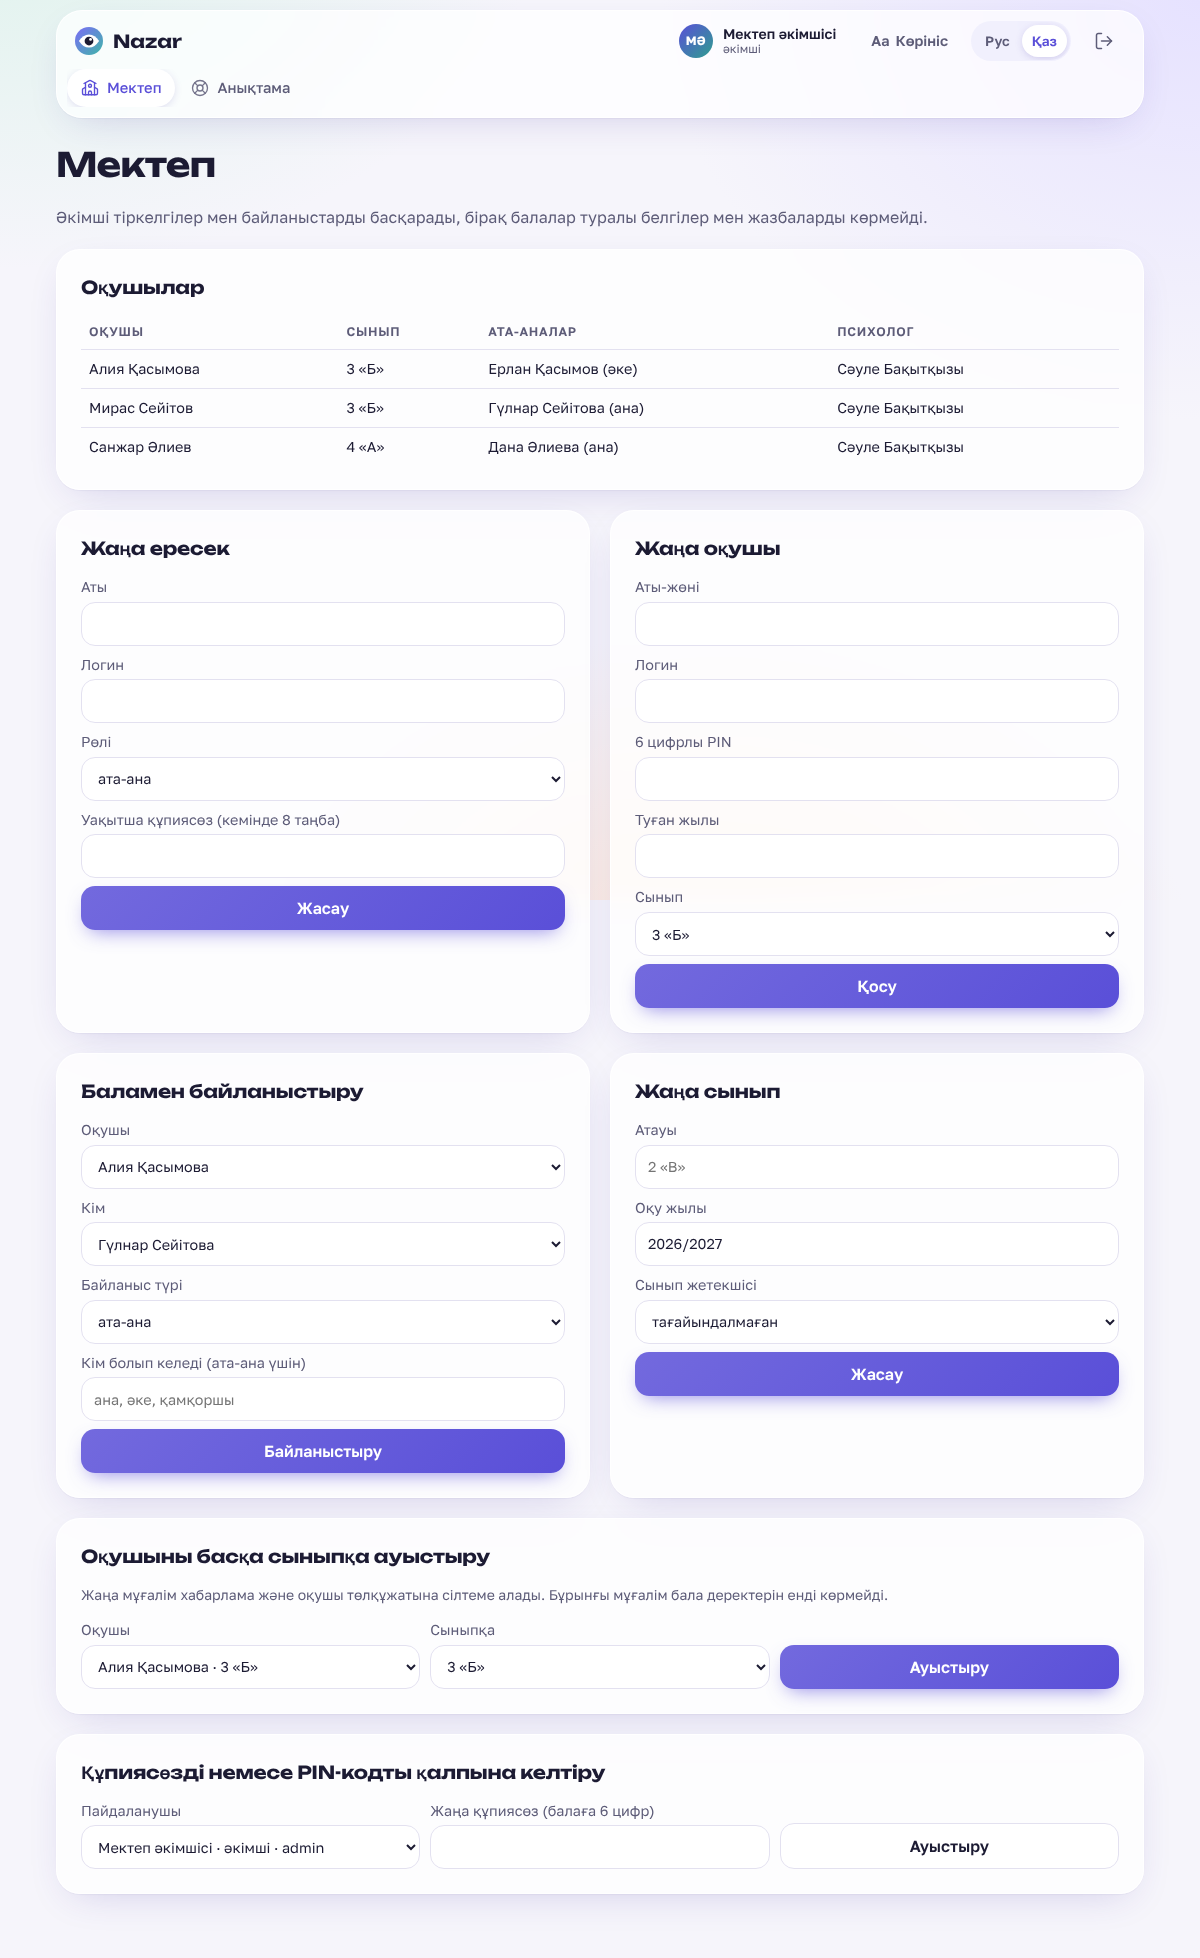 Nazar
МӘ
Мектеп әкімшісі
әкімші
Аа Көрініс
Рус
Қаз
Мектеп
Анықтама
Мектеп
Әкімші тіркелгілер мен байланыстарды басқарады, бірақ балалар туралы белгілер мен жазбаларды көрмейді.
Оқушылар
ОҚУШЫ СЫНЫП АТА-АНАЛАР ПСИХОЛОГ
Алия Қасымова 3 «Б» Ерлан Қасымов (әке) Сәуле Бақытқызы
Мирас Сейітов 3 «Б» Гүлнар Сейітова (ана) Сәуле Бақытқызы
Санжар Әлиев 4 «А» Дана Әлиева (ана) Сәуле Бақытқызы
Жаңа ересек
Аты
Логин
Рөлі
ата-ана
Уақытша құпиясөз (кемінде 8 таңба)
Жасау
Жаңа оқушы
Аты-жөні
Логин
6 цифрлы PIN
Туған жылы
Сынып
3 «Б»
Қосу
Баламен байланыстыру
Оқушы
Алия Қасымова
Кім
Гүлнар Сейітова
Байланыс түрі
ата-ана
Кім болып келеді (ата-ана үшін)
ана, әке, қамқоршы
Байланыстыру
Жаңа сынып
Атауы
2 «В»
Оқу жылы
2026/2027
Сынып жетекшісі
тағайындалмаған
Жасау
Оқушыны басқа сыныпқа ауыстыру
Жаңа мұғалім хабарлама және оқушы төлқұжатына сілтеме алады. Бұрынғы мұғалім бала деректерін енді көрмейді.
Оқушы
Алия Қасымова · 3 «Б»
Сыныпқа
3 «Б»
Ауыстыру
Құпиясөзді немесе PIN-кодты қалпына келтіру
Пайдаланушы
Мектеп әкімшісі · әкімші · admin
Жаңа құпиясөз (балаға 6 цифр)
Ауыстыру